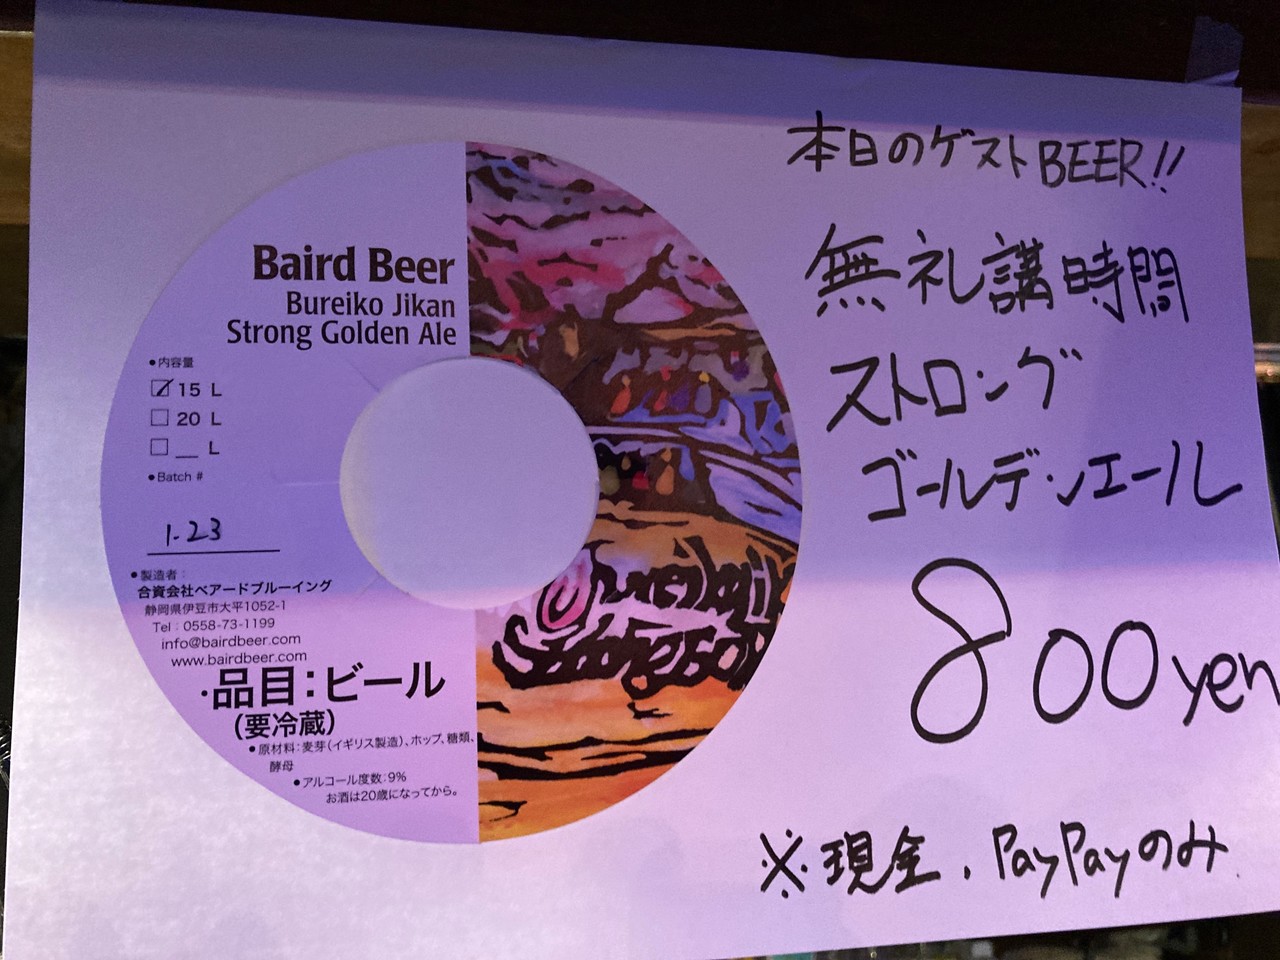 Baird Beer
Bureiko Jikan
Strong Golden Ale
●内容量
☑ 15 L
☐ 20 L
☐ __ L
●Batch #
1-23
●製造者：
合資会社ベアードブルーイング
静岡県伊豆市大平1052-1
Tel：0558-73-1199
info@bairdbeer.com
www.bairdbeer.com
・品目：ビール
（要冷蔵）
●原材料：麦芽（イギリス製造）、ホップ、糖類、
酵母
●アルコール度数：9%
お酒は20歳になってから。
本日のゲストBEER!!
無礼講時間
ストロング
ゴールデンエール
800yen
※現金、PayPayのみ